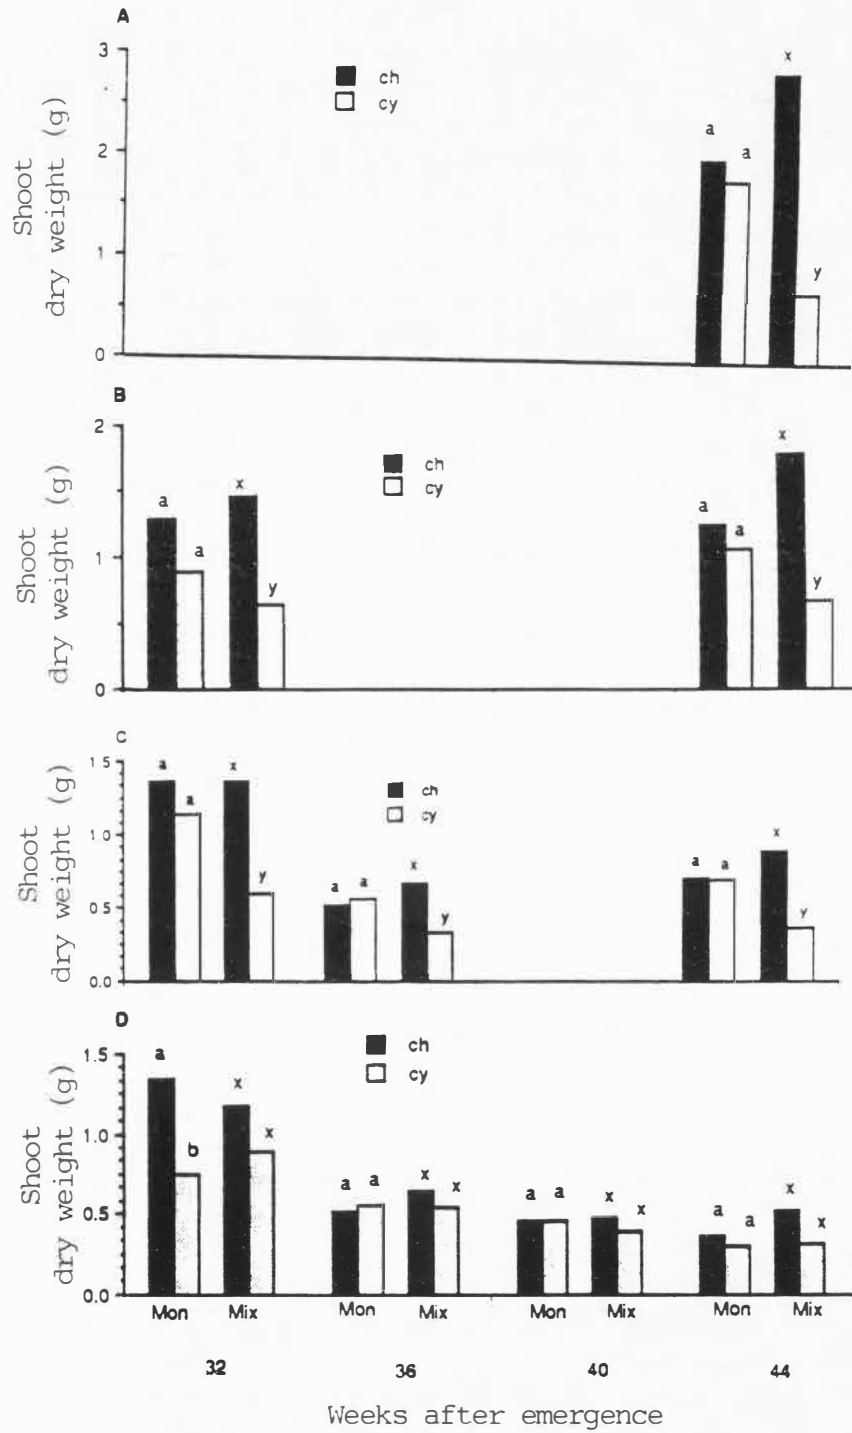 A
Shoot
dry weight (g)
3
2
1
0
ch
cy
a a x y
B
Shoot
dry weight (g)
2
1
0
ch
cy
a a x y
a a x y
C
Shoot
dry weight (g)
1.5
1.0
0.5
0.0
ch
cy
a a x y
a a x y
a a x y
D
Shoot
dry weight (g)
1.5
1.0
0.5
0.0
ch
cy
a b x x
a a x x
a a x x
a a x x
Mon Mix Mon Mix Mon Mix Mon Mix
32 36 40 44
Weeks after emergence